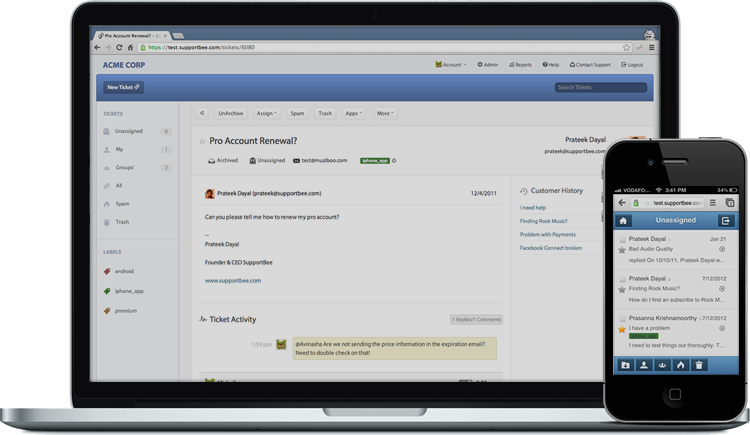 Pro Account Renewal? - S
https://test.supportbee.com/tickets/6080
ACME CORP
Account
Admin
Reports
Help
Contact Support
Logout
New Ticket
Search Tickets
TICKETS
Unassigned 8
My 1
Groups' 2
All
Spam
Trash
LABELS
android
iphone_app
premium
UnArchive
Assign
Spam
Trash
Apps
More
Pro Account Renewal?
Archived
Unassigned
test@muziboo.com
iphone_app
Prateek Dayal
prateek@supportbee.com
Prateek Dayal (prateek@supportbee.com) 12/4/2011
Can you please tell me how to renew my pro account?
--
Prateek Dayal
Founder & CEO SupportBee
www.supportbee.com
Customer History
I need help
Finding Rock Music?
Problem with Payments
Facebook Connect broken
Ticket Activity
1 Replies/1 Comments
1:59 pm
@Avinasha Are we not sending the price information in the expiration email?
Need to double check on that!
VODAFO... 3:41 PM 34%
test.supportbee.com
Unassigned
Prateek Dayal Jan 21
Bad Audio Quality
replied On 10/10/11, Prateek Dayal w...
Prateek Dayal 7/12/2012
Finding Rock Music?
How do I find an subscribe to Rock M...
Prasanna Krishnamoorthy 7/12/2012
I have a problem
iphone_app
I need to test things out thoroughly. T...